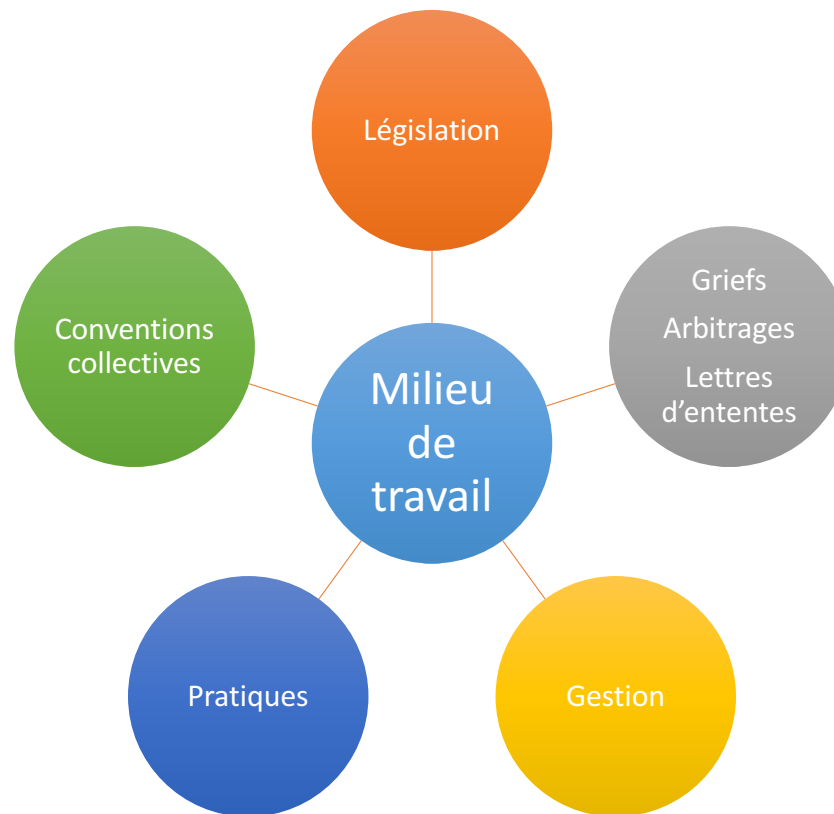 Législation
Griefs
Arbitrages
Lettres
d'ententes
Conventions
collectives
Milieu
de
travail
Pratiques
Gestion